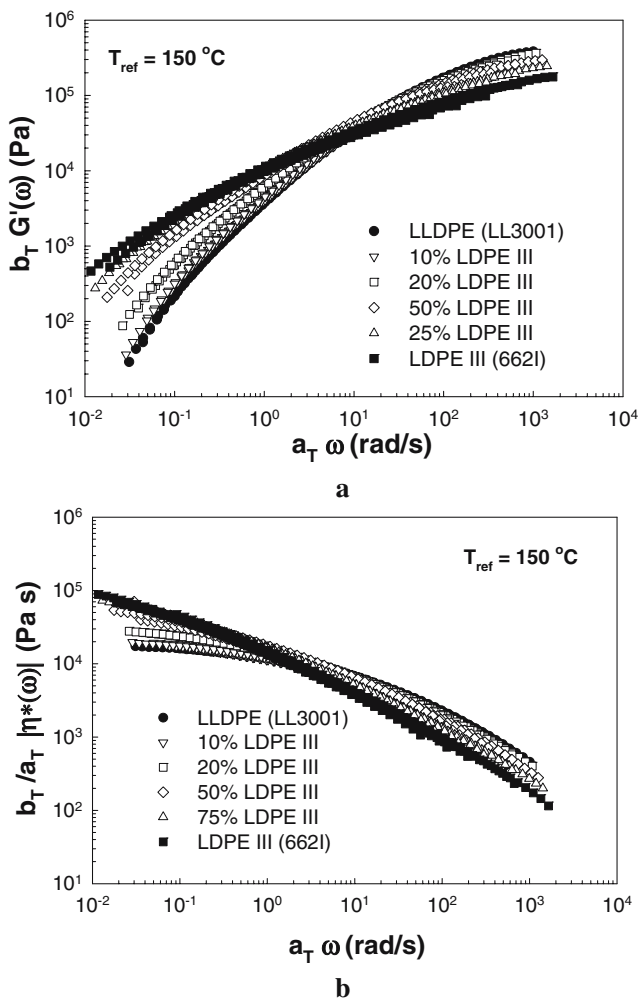 10^6
T_ref = 150 °C
10^5
10^4
10^3
10^2
10^1
b_T G'(ω) (Pa)
LLDPE (LL3001)
10% LDPE III
20% LDPE III
50% LDPE III
25% LDPE III
LDPE III (662I)
10^-2 10^-1 10^0 10^1 10^2 10^3 10^4
a_T ω (rad/s)
a
10^6
T_ref = 150 °C
10^5
10^4
10^3
10^2
10^1
b_T /a_T |η*(ω)| (Pa s)
LLDPE (LL3001)
10% LDPE III
20% LDPE III
50% LDPE III
75% LDPE III
LDPE III (662I)
10^-2 10^-1 10^0 10^1 10^2 10^3 10^4
a_T ω (rad/s)
b